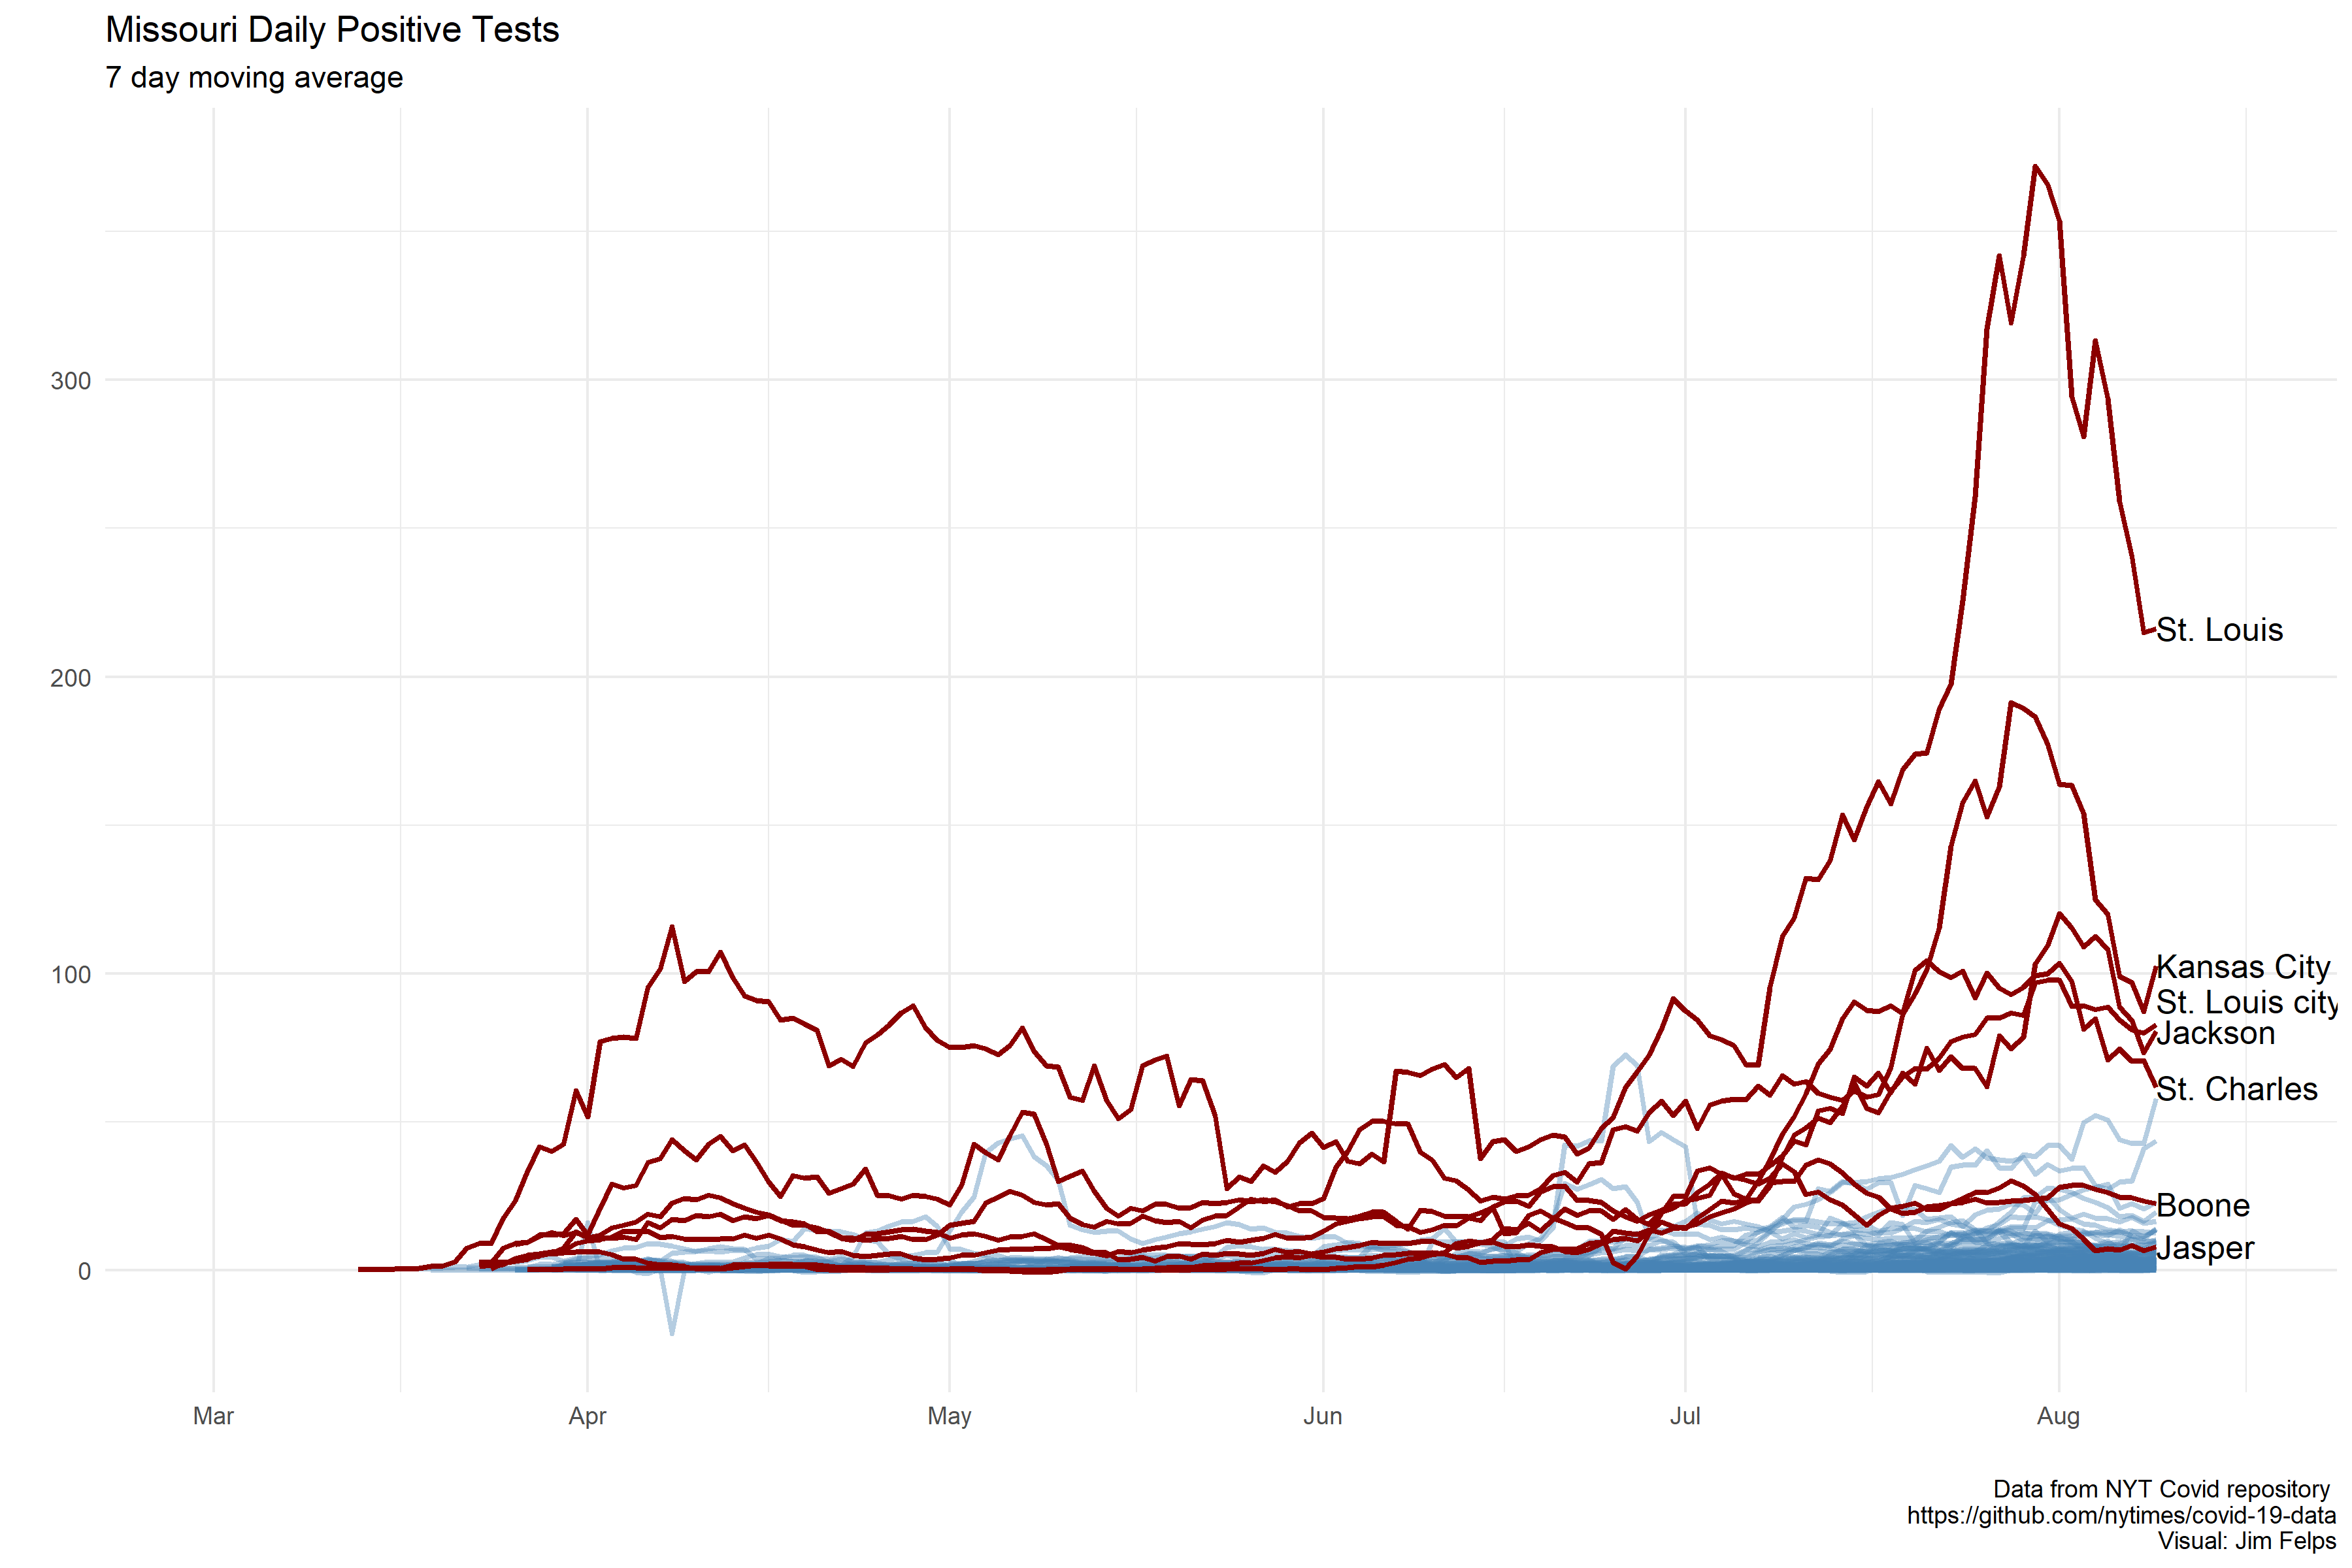 Missouri Daily Positive Tests
7 day moving average
300
200
100
0
St. Louis
Kansas City
St. Louis city
Jackson
St. Charles
Boone
Jasper
Mar Apr May Jun Jul Aug
Data from NYT Covid repository
https://github.com/nytimes/covid-19-data
Visual: Jim Felps